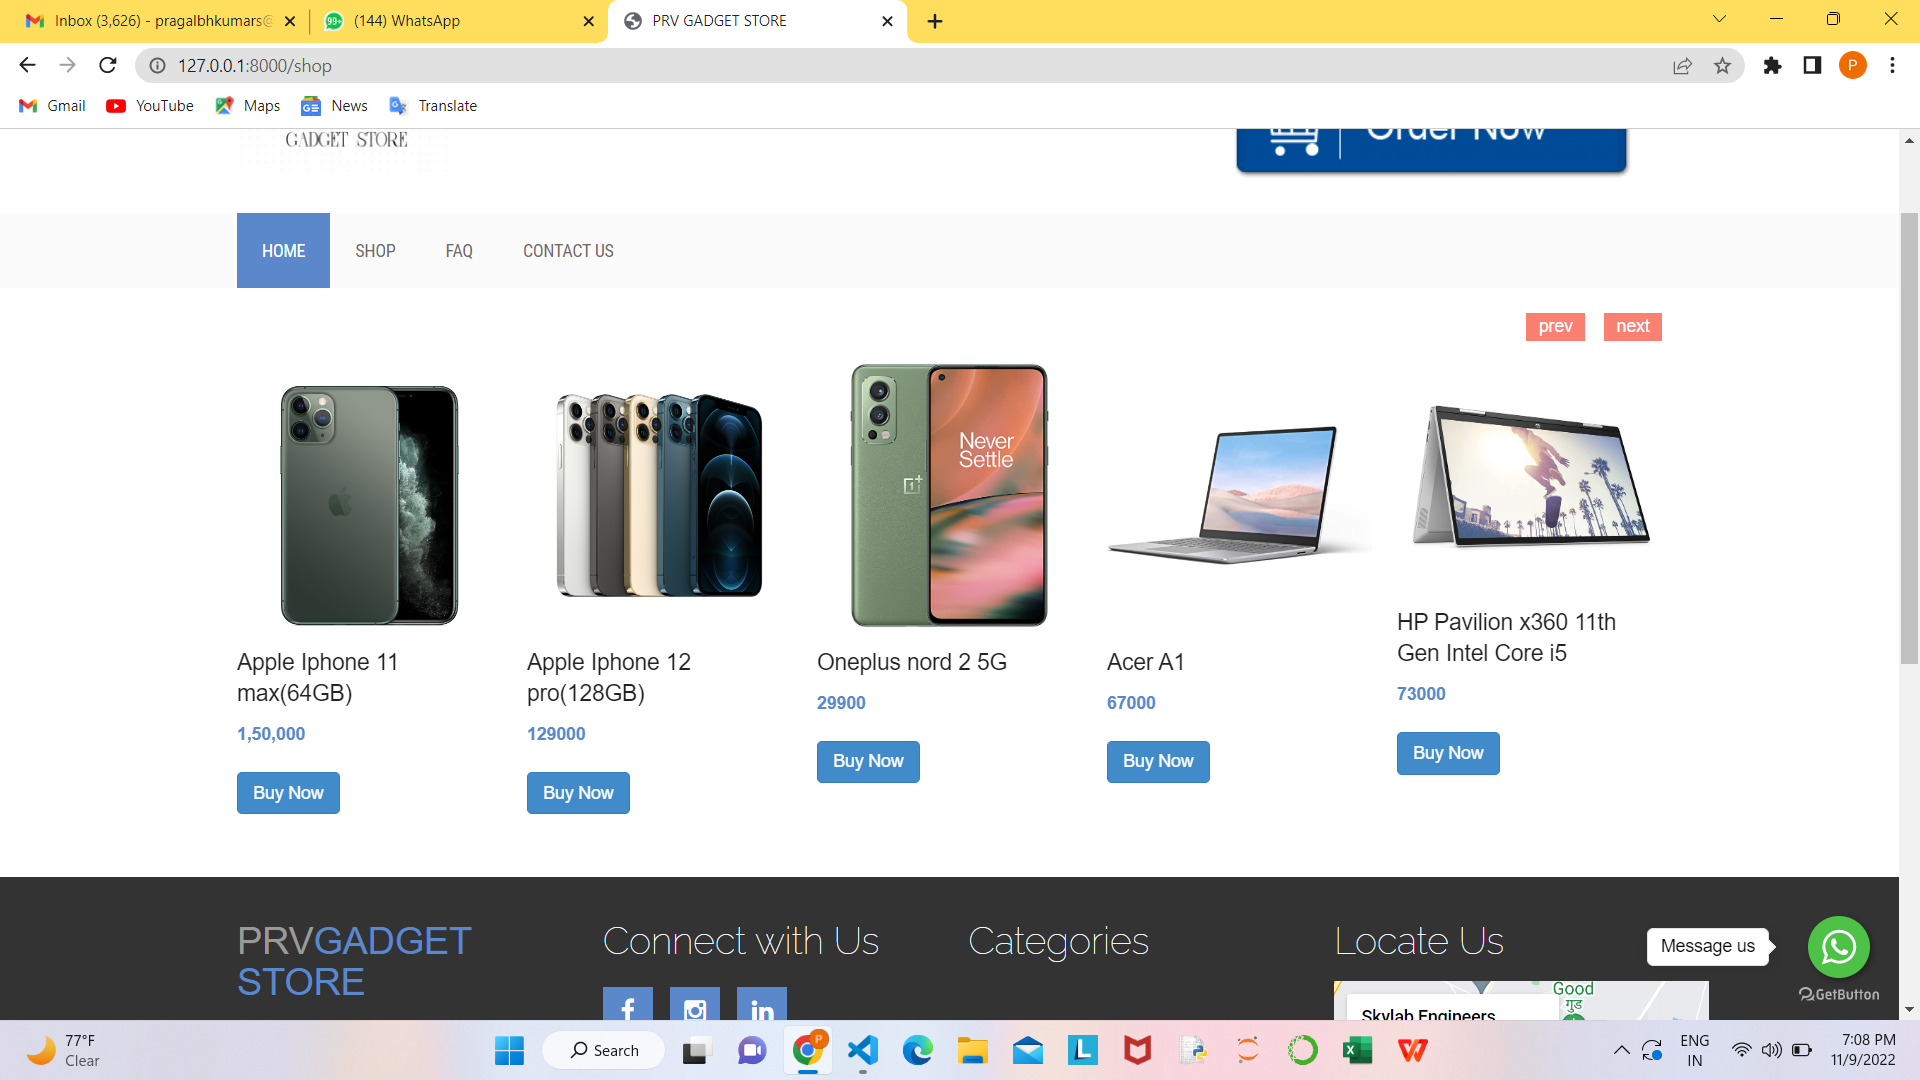 Inbox (3,626) - pragalbhkumars@
99+ (144) WhatsApp
PRV GADGET STORE
127.0.0.1:8000/shop
P
Gmail
YouTube
Maps
News
Translate
GADGET STORE
Order Now
HOME
SHOP
FAQ
CONTACT US
prev
next
Never
Settle
Apple Iphone 11
max(64GB)
1,50,000
Buy Now
Apple Iphone 12
pro(128GB)
129000
Buy Now
Oneplus nord 2 5G
29900
Buy Now
Acer A1
67000
Buy Now
HP Pavilion x360 11th
Gen Intel Core i5
73000
Buy Now
PRVGADGET
STORE
Connect with Us
Categories
Locate Us
Good
गुड
Skylab Engineers
Message us
GetButton
77°F
Clear
Search
ENG
IN
7:08 PM
11/9/2022